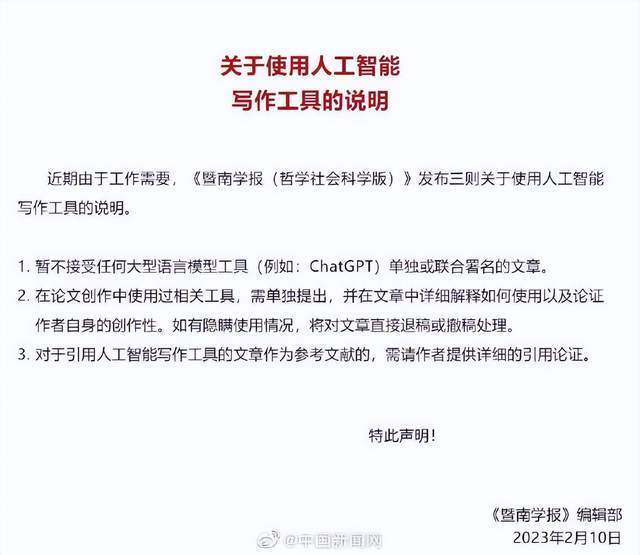 关于使用人工智能
写作工具的说明
近期由于工作需要，《暨南学报（哲学社会科学版）》发布三则关于使用人工智能
写作工具的说明。
1. 暂不接受任何大型语言模型工具（例如：ChatGPT）单独或联合署名的文章。
2. 在论文创作中使用过相关工具，需单独提出，并在文章中详细解释如何使用以及论证
作者自身的创作性。如有隐瞒使用情况，将对文章直接退稿或撤稿处理。
3. 对于引用人工智能写作工具的文章作为参考文献的，需请作者提供详细的引用论证。
特此声明！
《暨南学报》编辑部
2023年2月10日
@中国新闻网